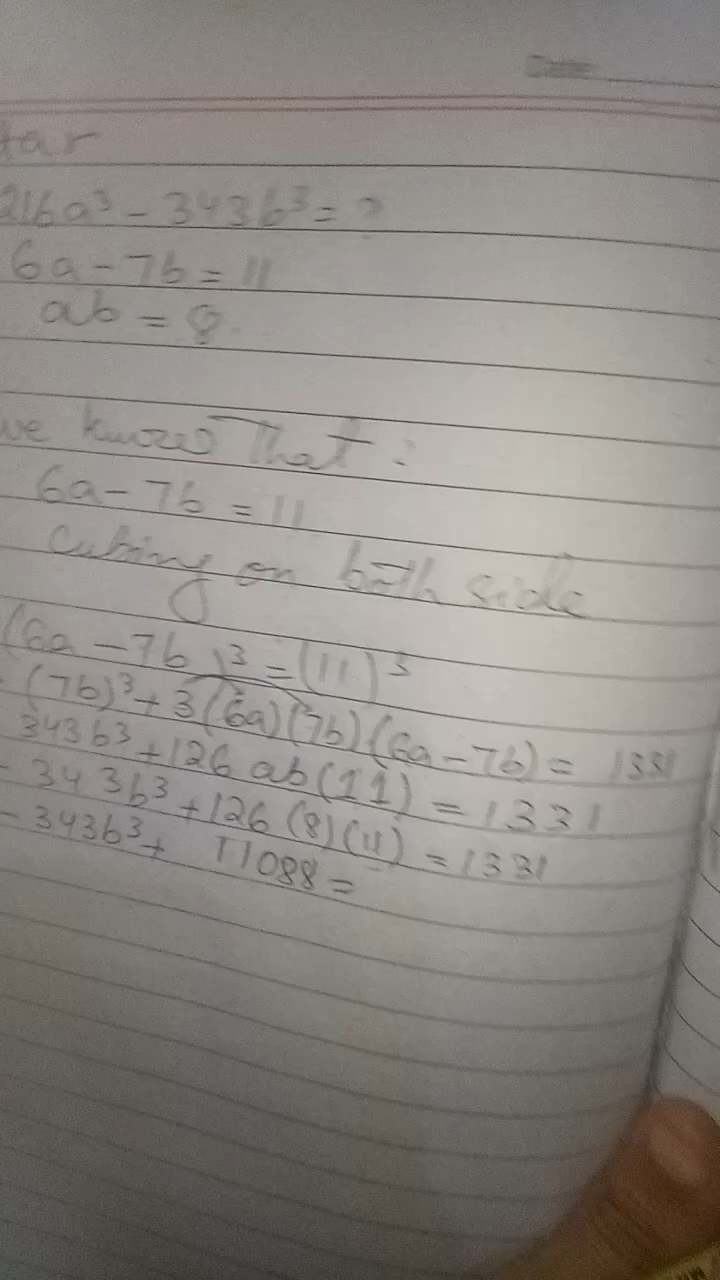 tar
216a³ - 343b³ = ?
6a - 7b = 11
ab = 8
we knows That :
6a - 7b = 11
Cubing on both side
(6a - 7b)³ = (11)³
- (7b)³ + 3(6a)(7b)(6a - 7b) = 1331
343b³ + 126 ab(11) = 1331
- 343b³ + 126 (8)(11) = 1331
- 343b³ + 11088 =